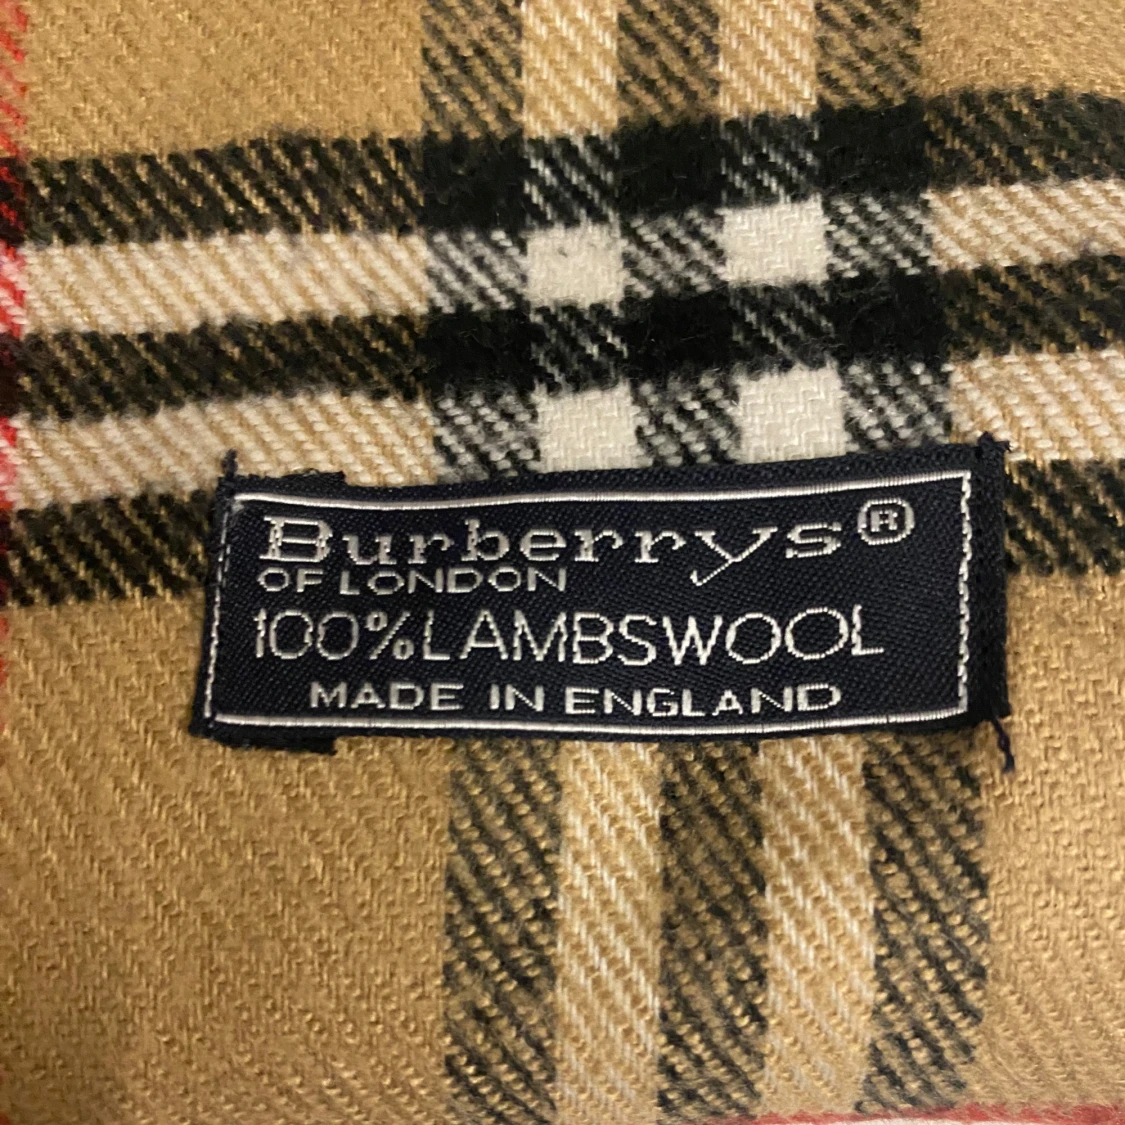 Burberrys®
OF LONDON
100% LAMBSWOOL
MADE IN ENGLAND